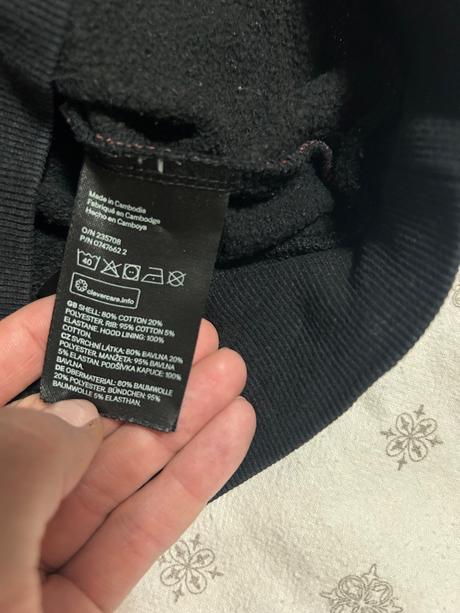 Made in Cambodia
Fabriqué en Cambodge
Hecho en Camboya
O/N 235708
P/N 0747662 2
40
clevercare.info
GB SHELL: 80% COTTON 20%
POLYESTER. RIB: 95% COTTON 5%
ELASTANE. HOOD LINING: 100%
COTTON.
CZ SVRCHNÍ LÁTKA: 80% BAVLNA 20%
POLYESTER. MANŽETA: 95% BAVLNA
5% ELASTAN. PODŠÍVKA KAPUCE: 100%
BAVLNA.
DE OBERMATERIAL: 80% BAUMWOLLE
20% POLYESTER. BÜNDCHEN: 95%
BAUMWOLLE 5% ELASTHAN.